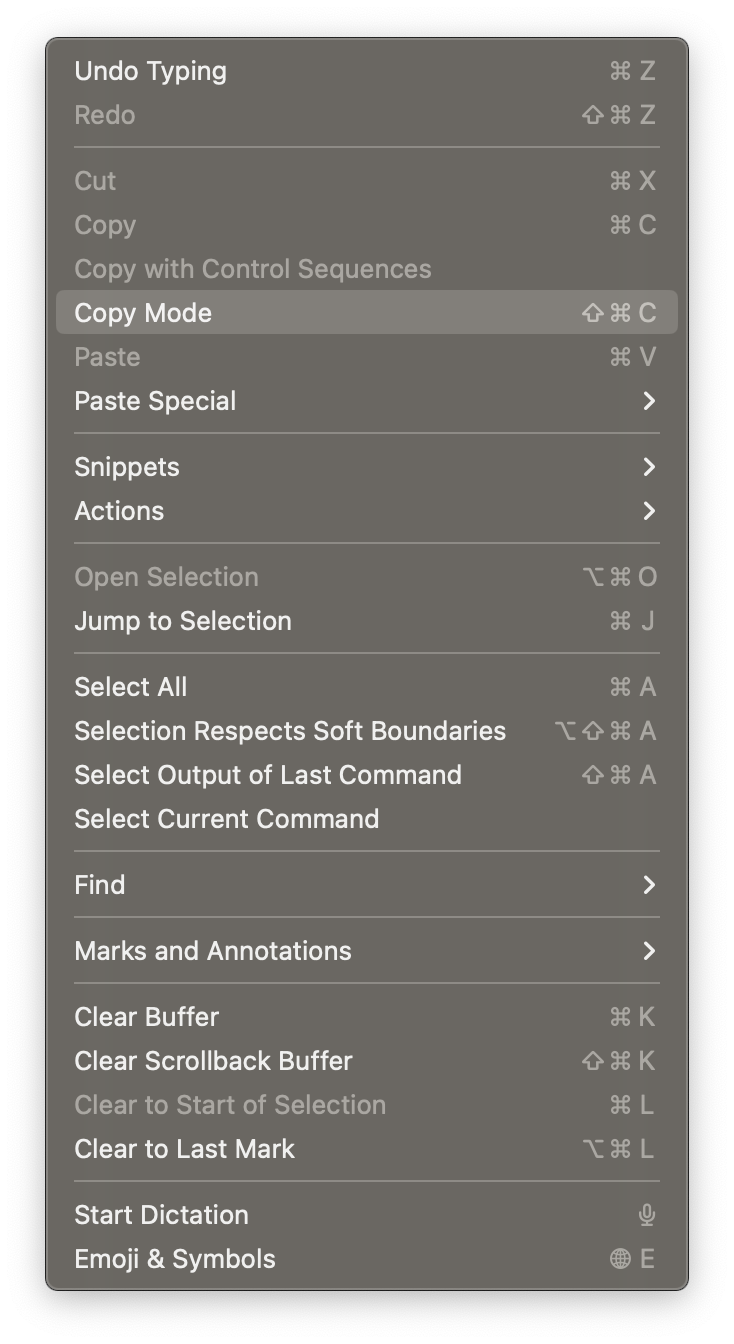 Undo Typing ⌘ Z
Redo ⇧ ⌘ Z
Cut ⌘ X
Copy ⌘ C
Copy with Control Sequences
Copy Mode ⇧ ⌘ C
Paste ⌘ V
Paste Special
Snippets
Actions
Open Selection ⌥ ⌘ O
Jump to Selection ⌘ J
Select All ⌘ A
Selection Respects Soft Boundaries ⌥ ⇧ ⌘ A
Select Output of Last Command ⇧ ⌘ A
Select Current Command
Find
Marks and Annotations
Clear Buffer ⌘ K
Clear Scrollback Buffer ⇧ ⌘ K
Clear to Start of Selection ⌘ L
Clear to Last Mark ⌥ ⌘ L
Start Dictation
Emoji & Symbols E